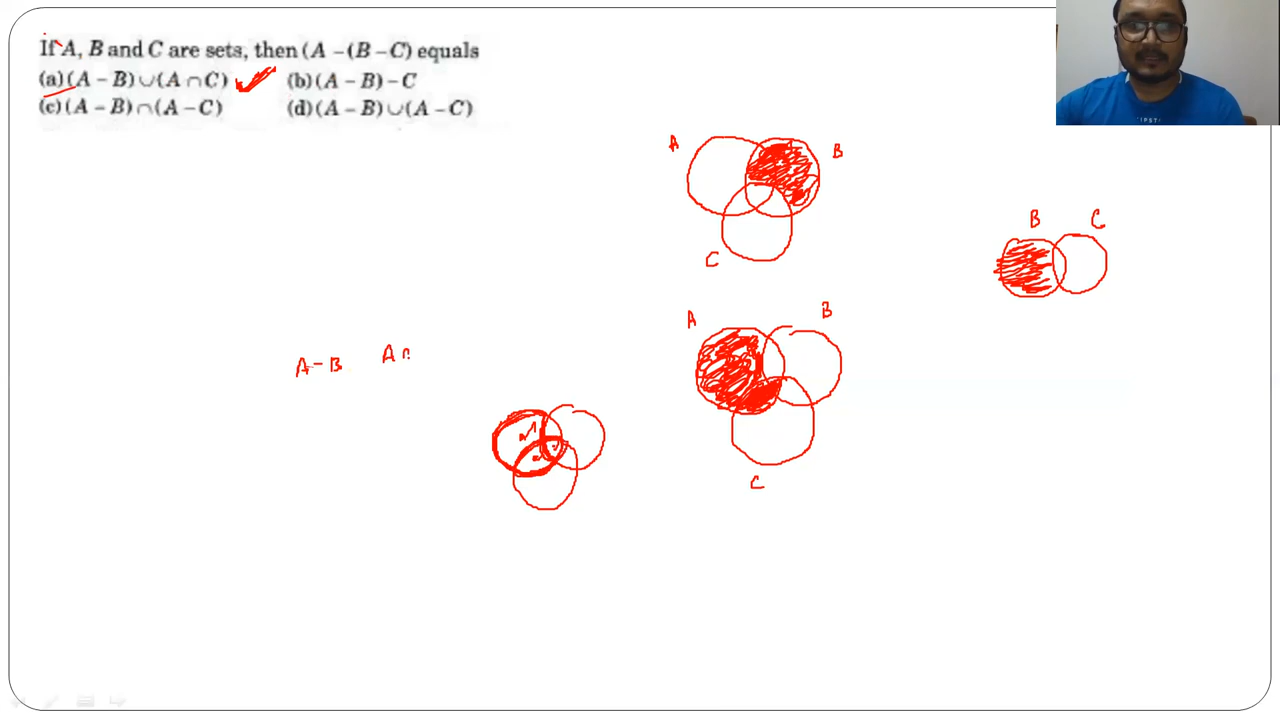 If A, B and C are sets, then (A – (B – C) equals
(a) (A – B) ∪ (A ∩ C) (b) (A – B) – C
(c) (A – B) ∩ (A – C) (d) (A – B) ∪ (A – C)
A B
C
B C
A B
C
A – B A ∩